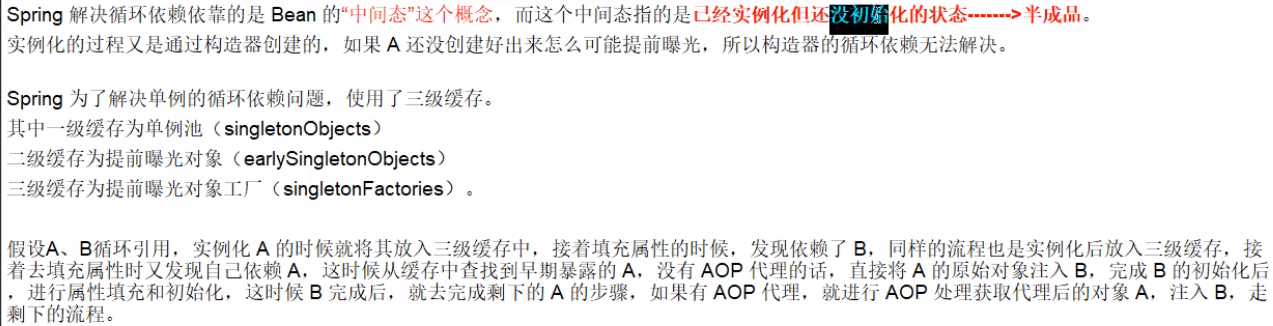 Spring 解决循环依赖依靠的是 Bean 的“中间态”这个概念，而这个中间态指的是已经实例化但还没初始化的状态------->半成品。
实例化的过程又是通过构造器创建的，如果 A 还没创建好出来怎么可能提前曝光，所以构造器的循环依赖无法解决。
Spring 为了解决单例的循环依赖问题，使用了三级缓存。
其中一级缓存为单例池（singletonObjects）
二级缓存为提前曝光对象（earlySingletonObjects）
三级缓存为提前曝光对象工厂（singletonFactories）。
假设A、B循环引用，实例化 A 的时候就将其放入三级缓存中，接着填充属性的时候，发现依赖了 B，同样的流程也是实例化后放入三级缓存，接
着去填充属性时又发现自己依赖 A，这时候从缓存中查找到早期暴露的 A，没有 AOP 代理的话，直接将 A 的原始对象注入 B，完成 B 的初始化后
，进行属性填充和初始化，这时候 B 完成后，就去完成剩下的 A 的步骤，如果有 AOP 代理，就进行 AOP 处理获取代理后的对象 A，注入 B，走
剩下的流程。